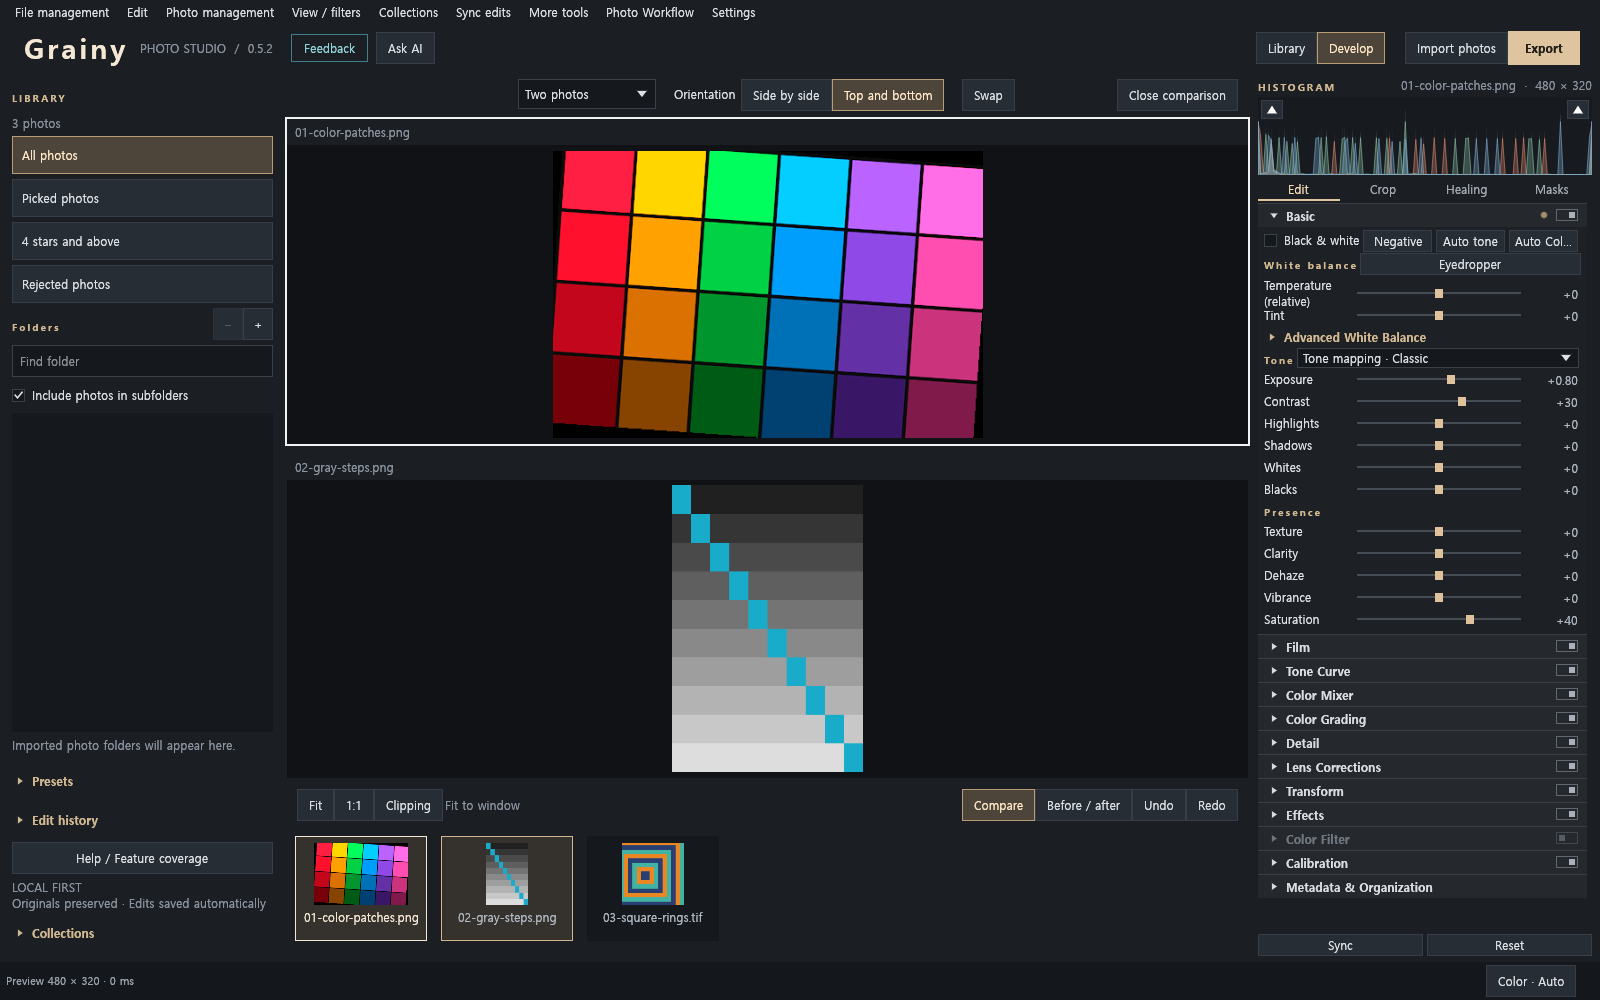 File management Edit Photo management View / filters Collections Sync edits More tools Photo Workflow Settings
Grainy PHOTO STUDIO / 0.5.2 Feedback Ask AI Library Develop Import photos Export
LIBRARY
3 photos
All photos
Picked photos
4 stars and above
Rejected photos
Folders − +
Find folder
Include photos in subfolders
Imported photo folders will appear here.
Presets
Edit history
Help / Feature coverage
LOCAL FIRST
Originals preserved · Edits saved automatically
Collections
Two photos Orientation Side by side Top and bottom Swap Close comparison
01-color-patches.png
02-gray-steps.png
Fit 1:1 Clipping Fit to window Compare Before / after Undo Redo
01-color-patches.png 02-gray-steps.png 03-square-rings.tif
HISTOGRAM 01-color-patches.png · 480 × 320
Edit Crop Healing Masks
Basic
Black & white Negative Auto tone Auto Col...
White balance Eyedropper
Temperature
(relative) +0
Tint +0
Advanced White Balance
Tone Tone mapping · Classic
Exposure +0.80
Contrast +30
Highlights +0
Shadows +0
Whites +0
Blacks +0
Presence
Texture +0
Clarity +0
Dehaze +0
Vibrance +0
Saturation +40
Film
Tone Curve
Color Mixer
Color Grading
Detail
Lens Corrections
Transform
Effects
Color Filter
Calibration
Metadata & Organization
Sync Reset
Preview 480 × 320 · 0 ms Color · Auto